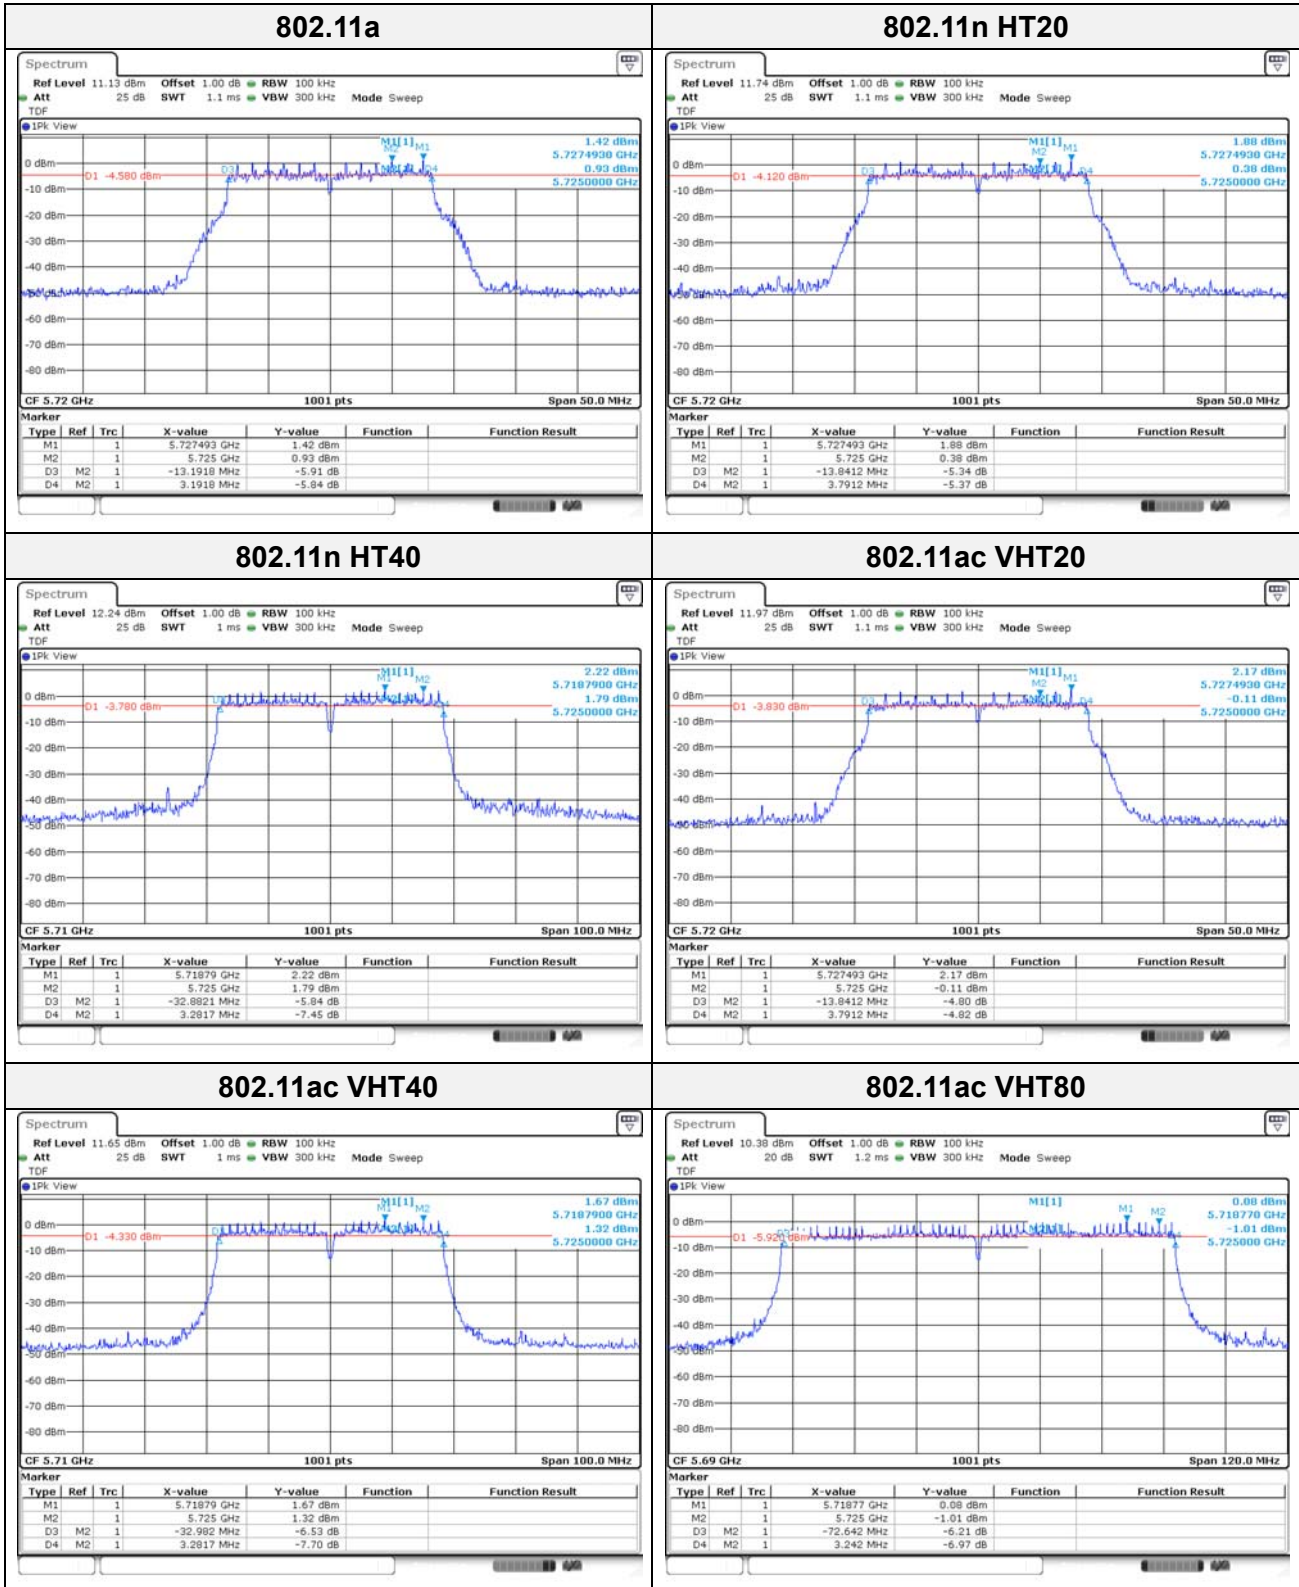 802.11a
802.11n HT20
Spectrum
Ref Level 11.13 dBm Offset 1.00 dB RBW 100 kHz
Att 25 dB SWT 1.1 ms VBW 300 kHz Mode Sweep
TDF
1Pk View
M1[1] 1.42 dBm
M2 M1 5.7274930 GHz
0 dBm
D3 D4 0.93 dBm
D1 -4.580 dBm 5.7250000 GHz
-10 dBm
-20 dBm
-30 dBm
-40 dBm
-60 dBm
-70 dBm
-80 dBm
CF 5.72 GHz 1001 pts Span 50.0 MHz
Marker
Type Ref Trc X-value Y-value Function Function Result
M1 1 5.727493 GHz 1.42 dBm
M2 1 5.725 GHz 0.93 dBm
D3 M2 1 -13.1918 MHz -5.91 dB
D4 M2 1 3.1918 MHz -5.84 dB
Spectrum
Ref Level 11.74 dBm Offset 1.00 dB RBW 100 kHz
Att 25 dB SWT 1.1 ms VBW 300 kHz Mode Sweep
TDF
1Pk View
M1[1] 1.88 dBm
M2 M1 5.7274930 GHz
0 dBm
D3 D4 0.38 dBm
D1 -4.120 dBm 5.7250000 GHz
-10 dBm
-20 dBm
-30 dBm
-40 dBm
-60 dBm
-70 dBm
-80 dBm
CF 5.72 GHz 1001 pts Span 50.0 MHz
Marker
Type Ref Trc X-value Y-value Function Function Result
M1 1 5.727493 GHz 1.88 dBm
M2 1 5.725 GHz 0.38 dBm
D3 M2 1 -13.8412 MHz -5.34 dB
D4 M2 1 3.7912 MHz -5.37 dB
802.11n HT40
802.11ac VHT20
Spectrum
Ref Level 12.24 dBm Offset 1.00 dB RBW 100 kHz
Att 25 dB SWT 1 ms VBW 300 kHz Mode Sweep
TDF
1Pk View
M1[1] 2.22 dBm
M1 M2 5.7187900 GHz
0 dBm 1.79 dBm
D1 -3.780 dBm 5.7250000 GHz
-10 dBm
-20 dBm
-30 dBm
-40 dBm
-50 dBm
-60 dBm
-70 dBm
-80 dBm
CF 5.71 GHz 1001 pts Span 100.0 MHz
Marker
Type Ref Trc X-value Y-value Function Function Result
M1 1 5.71879 GHz 2.22 dBm
M2 1 5.725 GHz 1.79 dBm
D3 M2 1 -32.8821 MHz -5.84 dB
D4 M2 1 3.2817 MHz -7.45 dB
Spectrum
Ref Level 11.97 dBm Offset 1.00 dB RBW 100 kHz
Att 25 dB SWT 1.1 ms VBW 300 kHz Mode Sweep
TDF
1Pk View
M1[1] 2.17 dBm
M2 M1 5.7274930 GHz
0 dBm
D3 D4 -0.11 dBm
D1 -3.830 dBm 5.7250000 GHz
-10 dBm
-20 dBm
-30 dBm
-40 dBm
-60 dBm
-70 dBm
-80 dBm
CF 5.72 GHz 1001 pts Span 50.0 MHz
Marker
Type Ref Trc X-value Y-value Function Function Result
M1 1 5.727493 GHz 2.17 dBm
M2 1 5.725 GHz -0.11 dBm
D3 M2 1 -13.8412 MHz -4.80 dB
D4 M2 1 3.7912 MHz -4.82 dB
802.11ac VHT40
802.11ac VHT80
Spectrum
Ref Level 11.65 dBm Offset 1.00 dB RBW 100 kHz
Att 25 dB SWT 1 ms VBW 300 kHz Mode Sweep
TDF
1Pk View
M1[1] 1.67 dBm
M1 M2 5.7187900 GHz
0 dBm 1.32 dBm
D1 -4.330 dBm 5.7250000 GHz
-10 dBm
-20 dBm
-30 dBm
-40 dBm
-50 dBm
-60 dBm
-70 dBm
-80 dBm
CF 5.71 GHz 1001 pts Span 100.0 MHz
Marker
Type Ref Trc X-value Y-value Function Function Result
M1 1 5.71879 GHz 1.67 dBm
M2 1 5.725 GHz 1.32 dBm
D3 M2 1 -32.982 MHz -6.53 dB
D4 M2 1 3.2817 MHz -7.70 dB
Spectrum
Ref Level 10.38 dBm Offset 1.00 dB RBW 100 kHz
Att 20 dB SWT 1.2 ms VBW 300 kHz Mode Sweep
TDF
1Pk View
M1[1] 0.08 dBm
M1 M2 5.718770 GHz
0 dBm -1.01 dBm
D1 -5.920 dBm 5.725000 GHz
-10 dBm
-20 dBm
-30 dBm
-40 dBm
-50 dBm
-60 dBm
-70 dBm
-80 dBm
CF 5.69 GHz 1001 pts Span 120.0 MHz
Marker
Type Ref Trc X-value Y-value Function Function Result
M1 1 5.71877 GHz 0.08 dBm
M2 1 5.725 GHz -1.01 dBm
D3 M2 1 -72.642 MHz -6.21 dB
D4 M2 1 3.242 MHz -6.97 dB